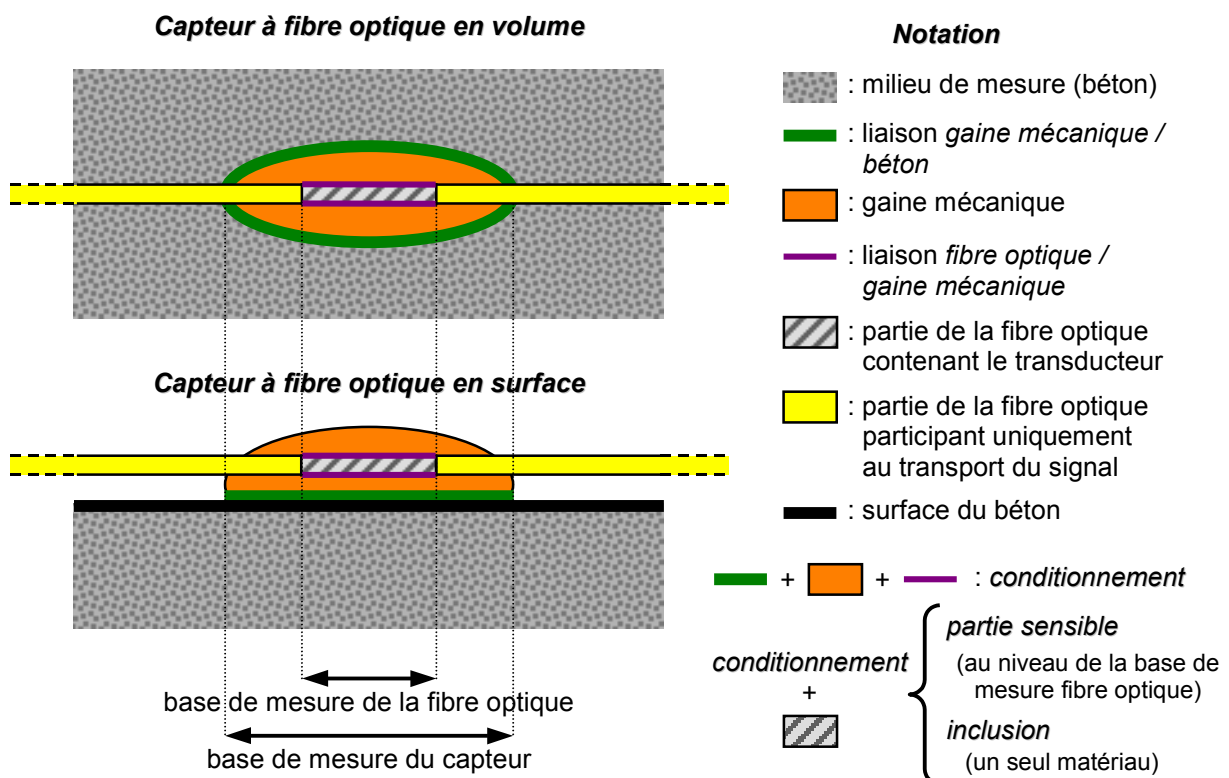 Capteur à fibre optique en volume
Capteur à fibre optique en surface
base de mesure de la fibre optique
base de mesure du capteur
Notation
: milieu de mesure (béton)
: liaison gaine mécanique /
béton
: gaine mécanique
: liaison fibre optique /
gaine mécanique
: partie de la fibre optique
contenant le transducteur
: partie de la fibre optique
participant uniquement
au transport du signal
: surface du béton
+ + : conditionnement
conditionnement
+
partie sensible
(au niveau de la base de
mesure fibre optique)
inclusion
(un seul matériau)